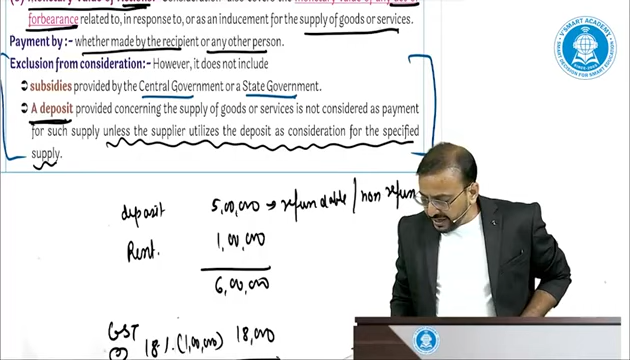 forbearance related to, in response to, or as an inducement for the supply of goods or services.
Payment by :- whether made by the recipient or any other person.
Exclusion from consideration:- However, it does not include
➲ subsidies provided by the Central Government or a State Government.
➲ A deposit provided concerning the supply of goods or services is not considered as payment
for such supply unless the supplier utilizes the deposit as consideration for the specified
supply.
deposit 5,00,000 → refundable / non refun
Rent. 1,00,000
6,00,000
GST
@ 18%(1,00,000) 18,000
V'SMART ACADEMY